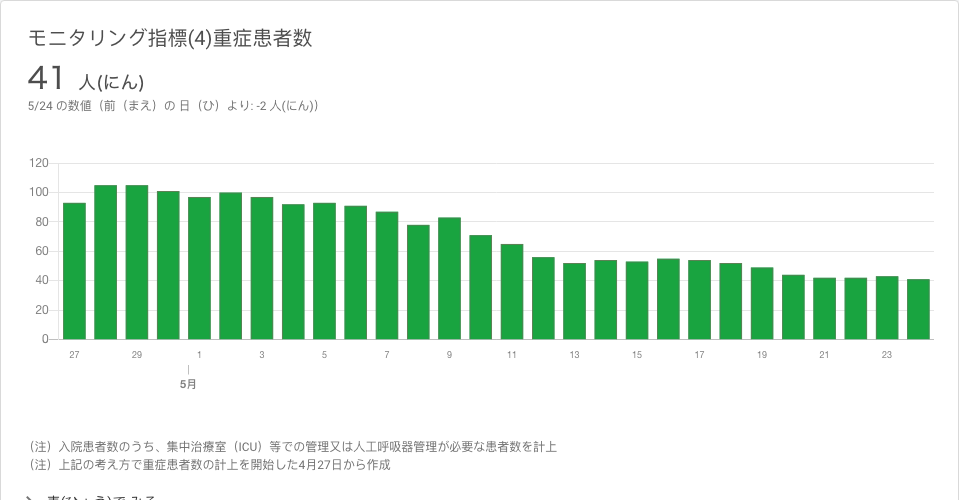 モニタリング指標(4)重症患者数
41 人(にん)
5/24 の数値（前（まえ）の 日（ひ）より: -2 人(にん)）
120
100
80
60
40
20
0
27 29 1 3 5 7 9 11 13 15 17 19 21 23
5月
（注）入院患者数のうち、集中治療室（ICU）等での管理又は人工呼吸器管理が必要な患者数を計上
（注）上記の考え方で重症患者数の計上を開始した4月27日から作成